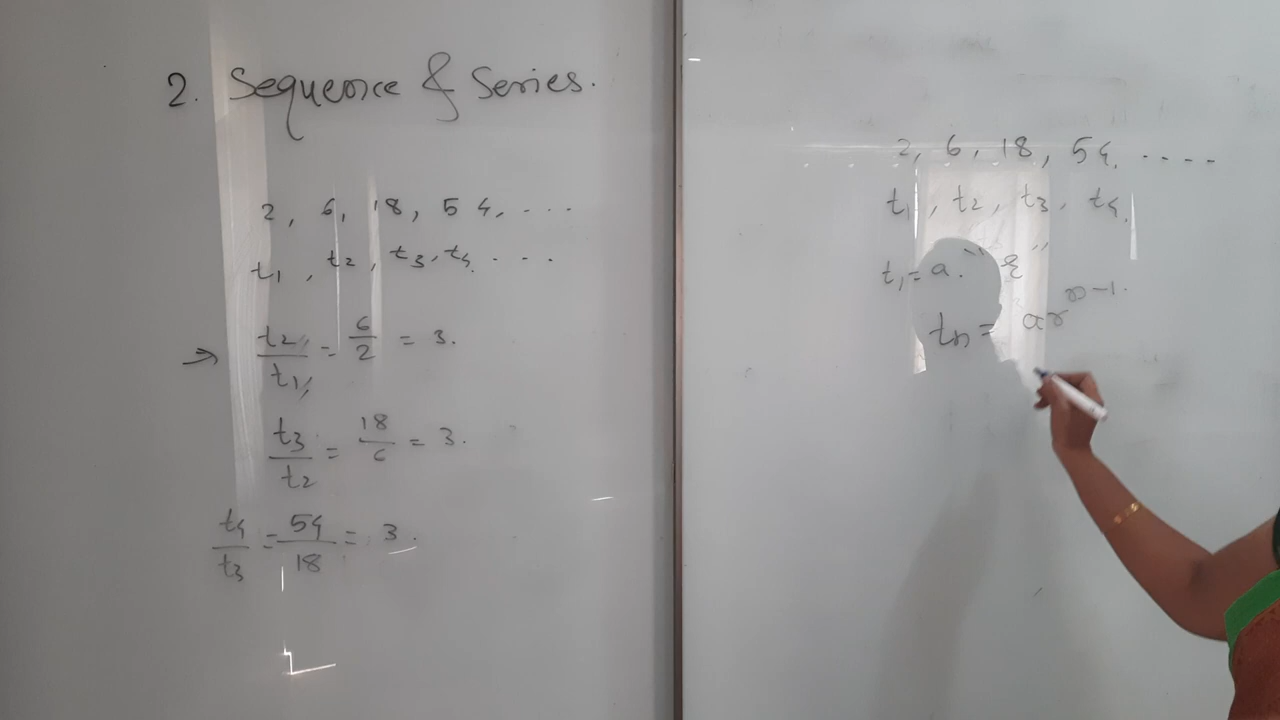 2. Sequence & Series.
2, 6, 18, 54, ....
t1, t2, t3, t4 ....
⇒ t2/t1 = 6/2 = 3.
t3/t2 = 18/6 = 3.
t4/t3 = 54/18 = 3.
2, 6, 18, 54, ....
t1, t2, t3, t4,
t1 = a.
tn = ar^n-1.